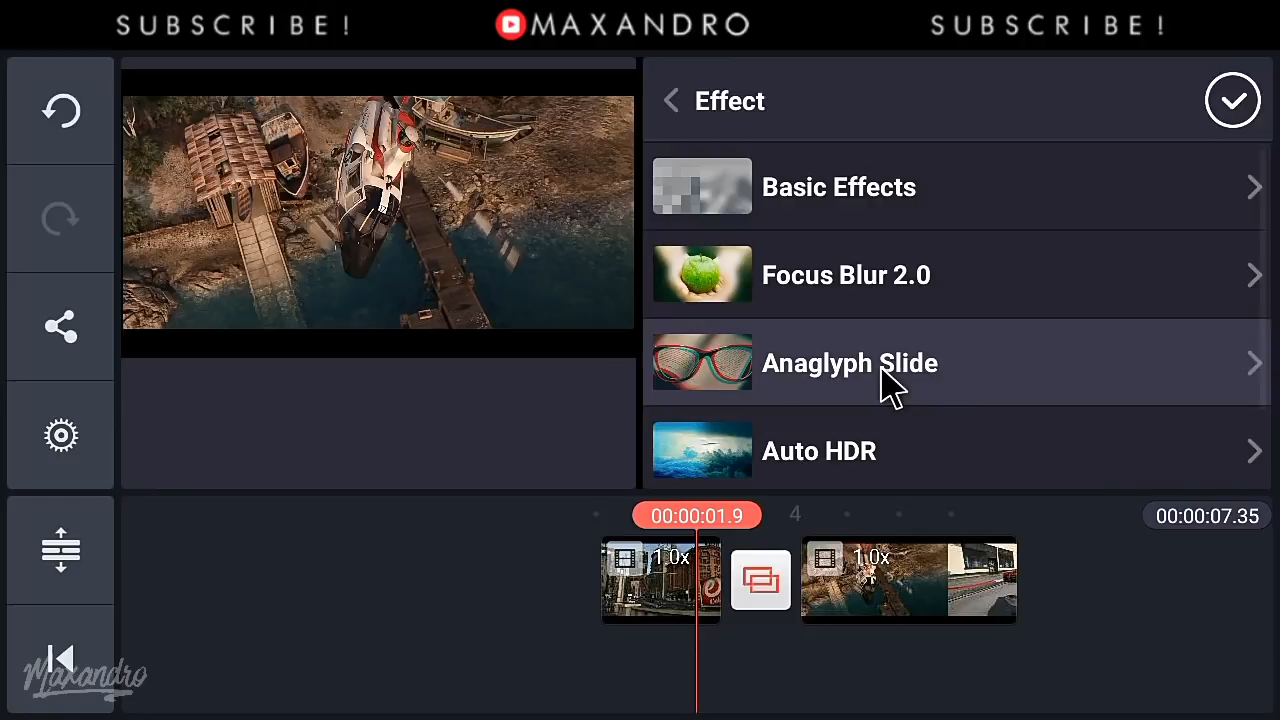 SUBSCRIBE! MAXANDRO SUBSCRIBE!
Effect
Basic Effects
Focus Blur 2.0
Anaglyph Slide
Auto HDR
00:00:01.9 4 00:00:07.35
1.0x 1.0x
Maxandro